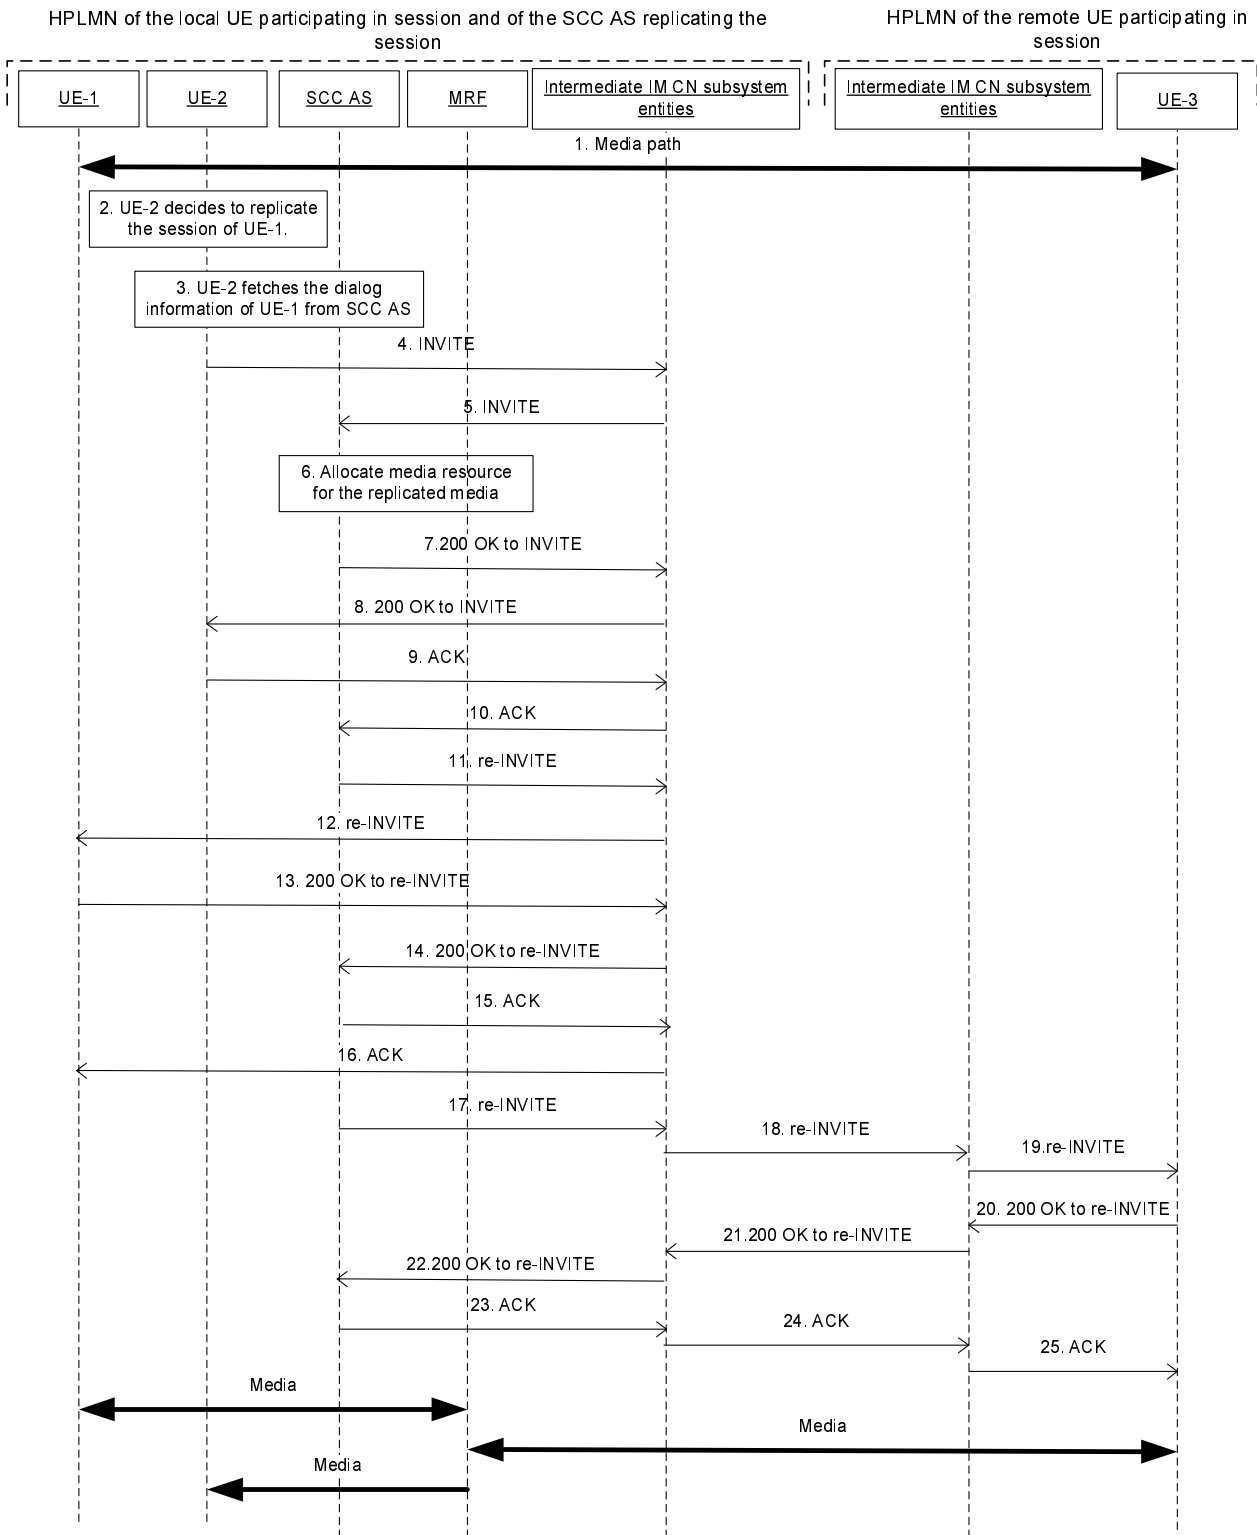 HPLMN of the local UE participating in session and of the SCC AS replicating the
session
HPLMN of the remote UE participating in
session
UE-1
UE-2
SCC AS
MRF
Intermediate IM CN subsystem
entities
Intermediate IM CN subsystem
entities
UE-3
1. Media path
2. UE-2 decides to replicate
the session of UE-1.
3. UE-2 fetches the dialog
information of UE-1 from SCC AS
4. INVITE
5. INVITE
6. Allocate media resource
for the replicated media
7.200 OK to INVITE
8. 200 OK to INVITE
9. ACK
10. ACK
11. re-INVITE
12. re-INVITE
13. 200 OK to re-INVITE
14. 200 OK to re-INVITE
15. ACK
16. ACK
17. re-INVITE
18. re-INVITE
19.re-INVITE
20. 200 OK to re-INVITE
21.200 OK to re-INVITE
22.200 OK to re-INVITE
23. ACK
24. ACK
25. ACK
Media
Media
Media